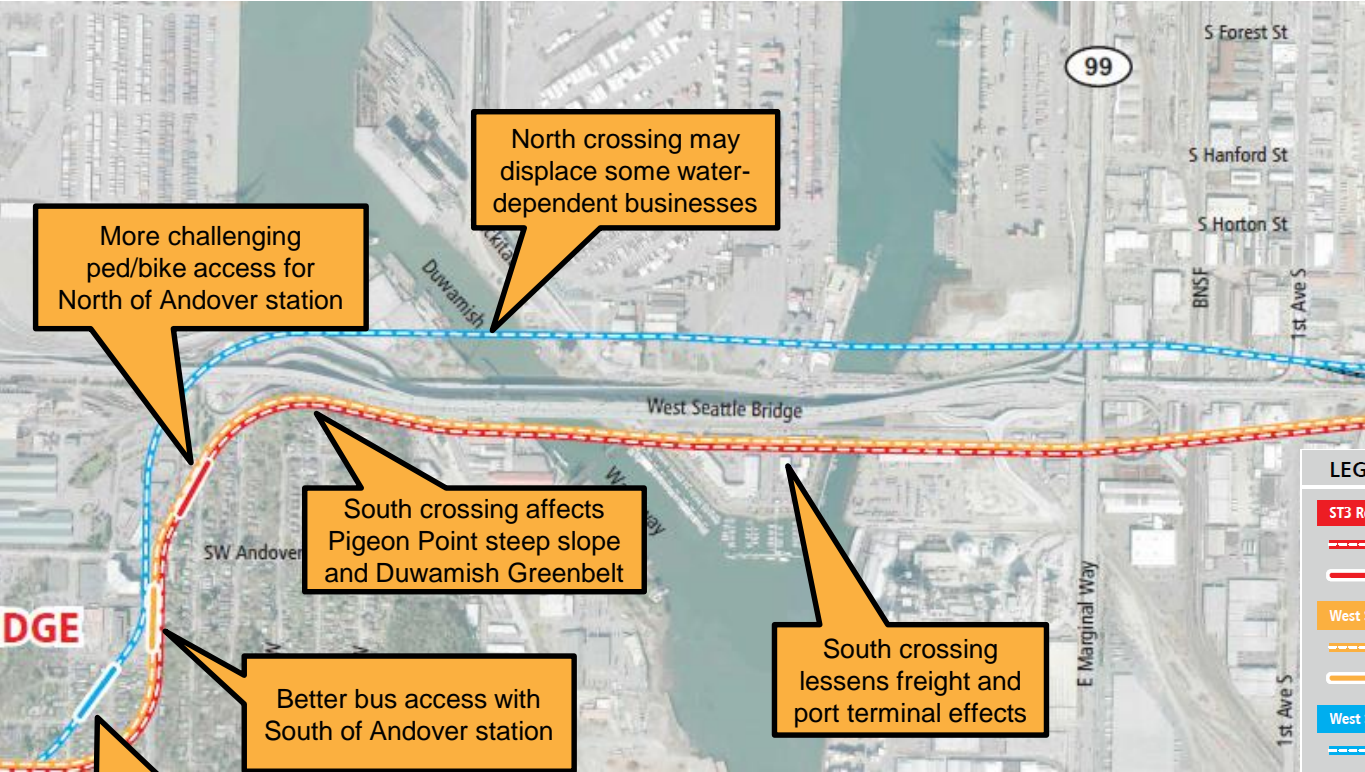 S Forest St
99
S Hanford St
S Horton St
BNSF
1st Ave S
North crossing may
displace some water-
dependent businesses
More challenging
ped/bike access for
North of Andover station
Duwamish
West Seattle Bridge
South crossing affects
Pigeon Point steep slope
and Duwamish Greenbelt
SW Andover
DGE
Better bus access with
South of Andover station
South crossing
lessens freight and
port terminal effects
E Marginal Way
1st Ave S
LEG
ST3 R
West
West